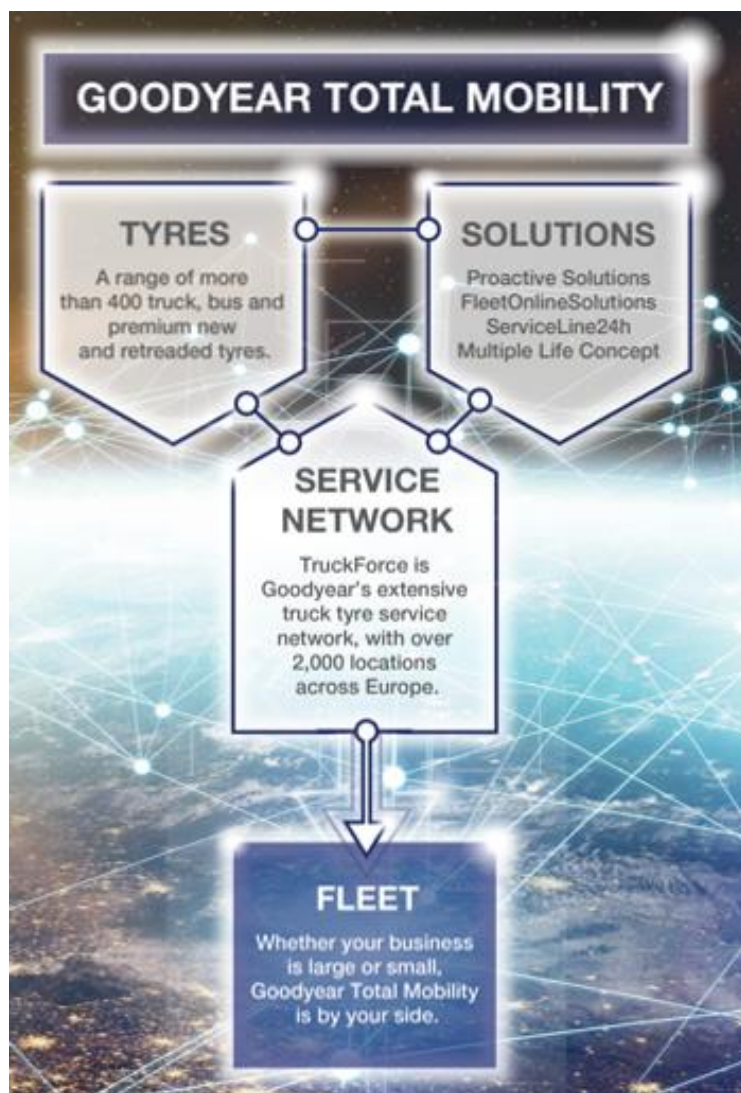 GOODYEAR TOTAL MOBILITY
TYRES
A range of more
than 400 truck, bus and
premium new
and retreaded tyres.
SOLUTIONS
Proactive Solutions
FleetOnlineSolutions
ServiceLine24h
Multiple Life Concept
SERVICE
NETWORK
TruckForce is
Goodyear's extensive
truck tyre service
network, with over
2,000 locations
across Europe.
FLEET
Whether your business
is large or small,
Goodyear Total Mobility
is by your side.